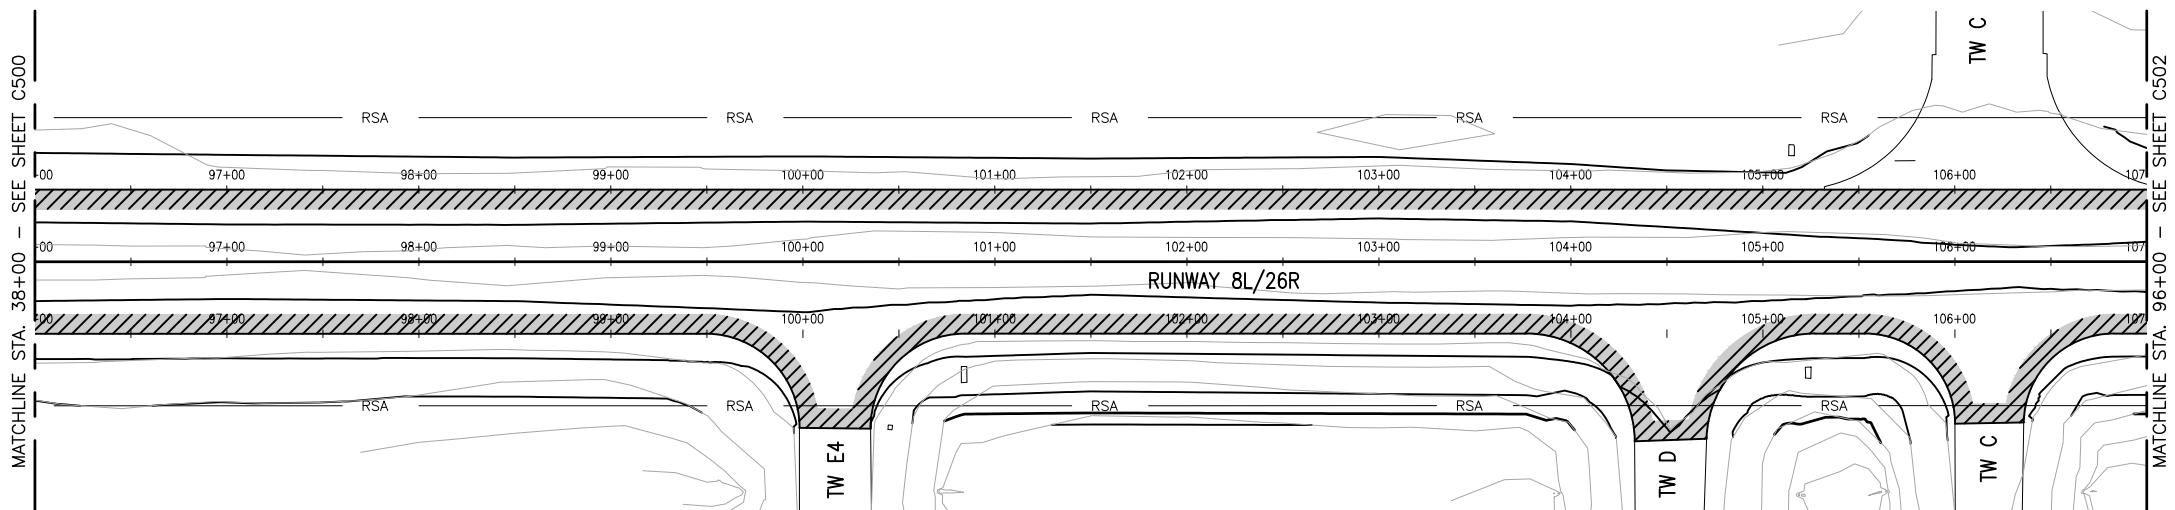 TW C
MATCHLINE STA. 38+00 - SEE SHEET C500
MATCHLINE STA. 96+00 - SEE SHEET C502
RSA RSA RSA RSA RSA
00 97+00 98+00 99+00 100+00 101+00 102+00 103+00 104+00 105+00 106+00 107
00 97+00 98+00 99+00 100+00 101+00 102+00 103+00 104+00 105+00 106+00 107
RUNWAY 8L/26R
00 97+00 98+00 99+00 100+00 101+00 102+00 103+00 104+00 105+00 106+00 107
RSA RSA RSA RSA RSA
TW E4
TW D
TW C